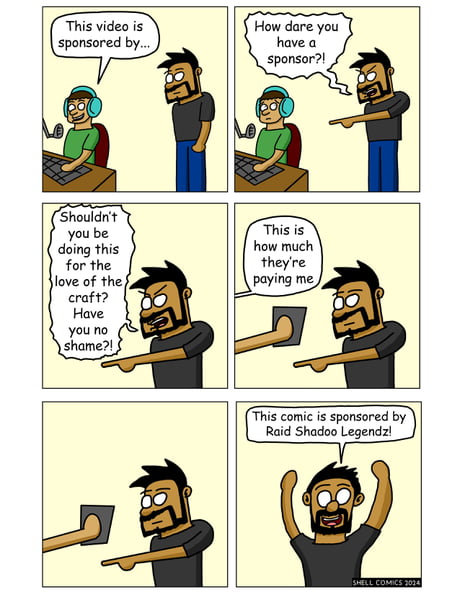 This video is
sponsored by...
How dare you
have a
sponsor?!
Shouldn't
you be
doing this
for the
love of the
craft?
Have
you no
shame?!
This is
how much
they're
paying me
This comic is sponsored by
Raid Shadoo Legendz!
SHELL COMICS 2024